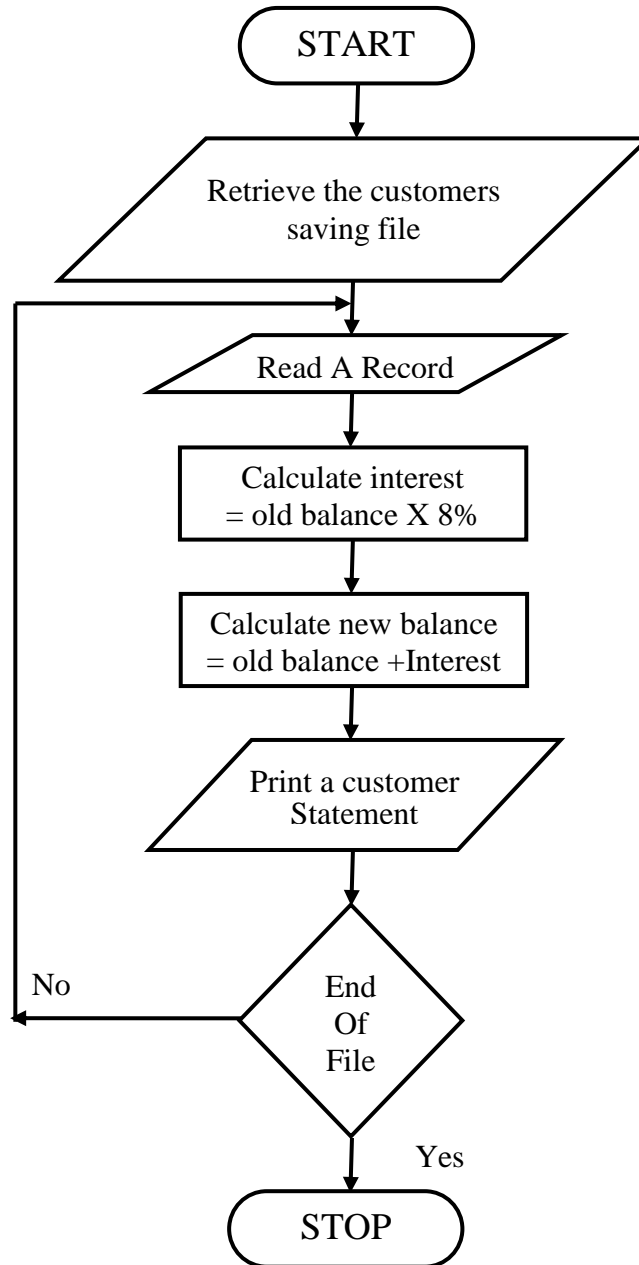 START
Retrieve the customers
saving file
Read A Record
Calculate interest
= old balance X 8%
Calculate new balance
= old balance +Interest
Print a customer
Statement
No
End
Of
File
Yes
STOP